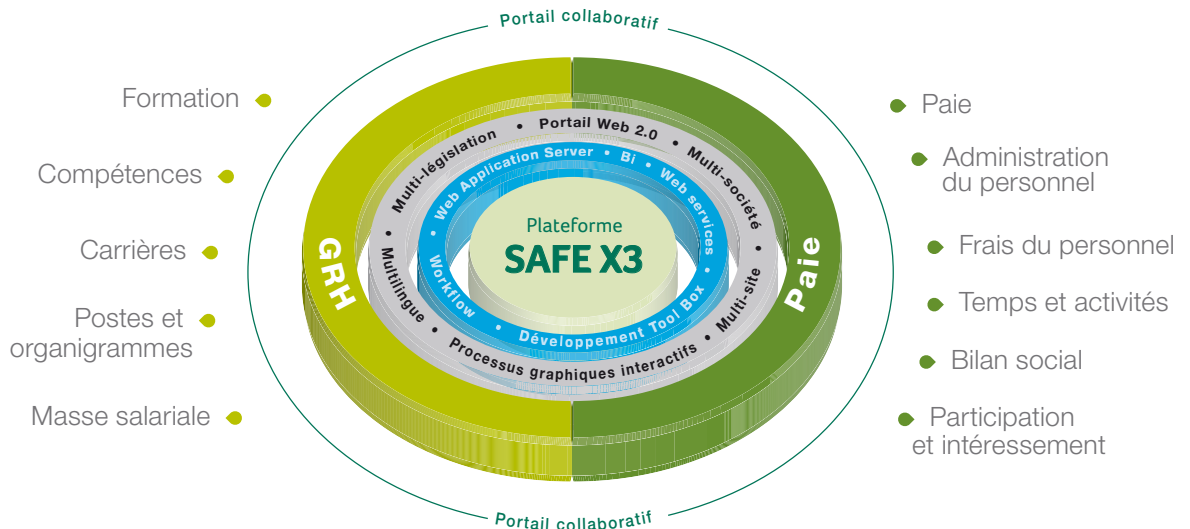 Portail collaboratif
Formation
Compétences
Carrières
Postes et
organigrammes
Masse salariale
GRH
Multi-législation • Portail Web 2.0 • Multi-société •
Multi-site • Processus graphiques interactifs • Multilingue •
Web Application Server • Bi • Web services •
Développement Tool Box • Workflow •
Plateforme
SAFE X3
Paie
Paie
Administration
du personnel
Frais du personnel
Temps et activités
Bilan social
Participation
et intéressement
Portail collaboratif